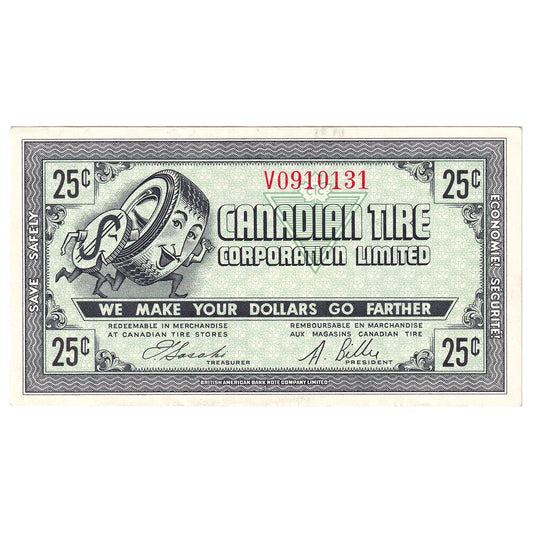 25¢
V0910131
25¢
CTC
$
CANADIAN TIRE
CORPORATION LIMITED
SAVE SAFELY
ECONOMIE SECURITE
WE MAKE YOUR DOLLARS GO FARTHER
REDEEMABLE IN MERCHANDISE
AT CANADIAN TIRE STORES
REMBOURSABLE EN MARCHANDISE
AUX MAGASINS CANADIAN TIRE
25¢
TREASURER
PRESIDENT
25¢
BRITISH AMERICAN BANK NOTE COMPANY LIMITED